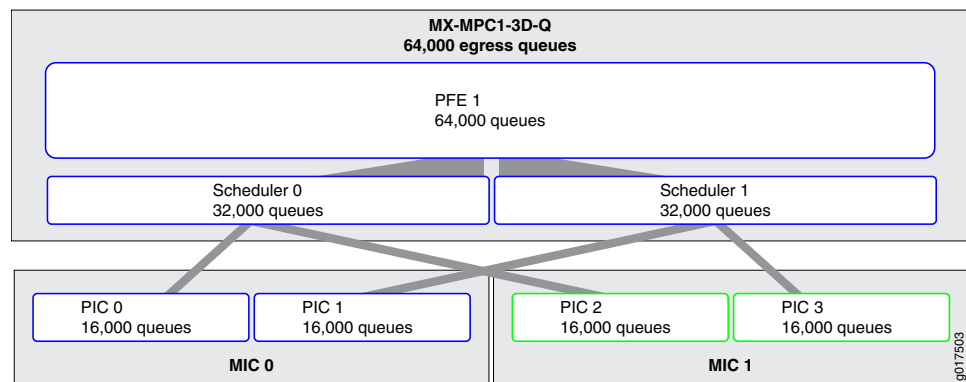 MX-MPC1-3D-Q
64,000 egress queues
PFE 1
64,000 queues
Scheduler 0
32,000 queues
Scheduler 1
32,000 queues
PIC 0
16,000 queues
PIC 1
16,000 queues
PIC 2
16,000 queues
PIC 3
16,000 queues
MIC 0
MIC 1
g017503